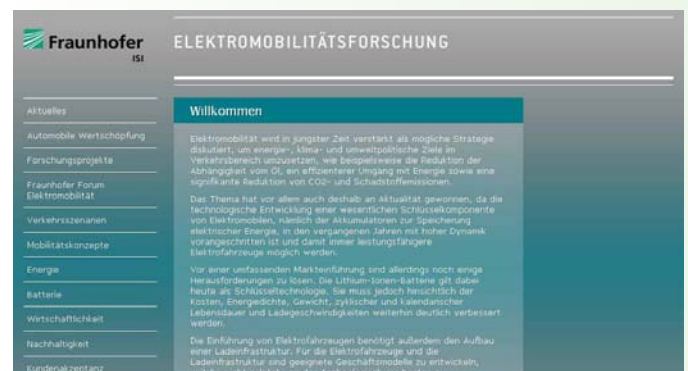 Fraunhofer
ISI
ELEKTROMOBILITÄTSFORSCHUNG
Aktuelles
Automobile Wertschöpfung
Forschungsprojekte
Fraunhofer Forum
Elektromobilität
Verkehrsszenarien
Mobilitätskonzepte
Energie
Batterie
Wirtschaftlichkeit
Nachhaltigkeit
Kundenakzeptanz
Willkommen
Elektromobilität wird in jüngster Zeit verstärkt als mögliche Strategie
diskutiert, um energie-, klima- und umweltpolitische Ziele im
Verkehrsbereich umzusetzen, wie beispielsweise die Reduktion der
Abhängigkeit vom Öl, ein effizienterer Umgang mit Energie sowie eine
signifikante Reduktion von CO2- und Schadstoffemissionen.
Das Thema hat vor allem auch deshalb an Aktualität gewonnen, da die
technologische Entwicklung einer wesentlichen Schlüsselkomponente
von Elektromobilen, nämlich der Akkumulatoren zur Speicherung
elektrischer Energie, in den vergangenen Jahren mit hoher Dynamik
vorangeschritten ist und damit immer leistungsfähigere
Elektrofahrzeuge möglich werden.
Vor einer umfassenden Markteinführung sind allerdings noch einige
Herausforderungen zu lösen. Die Lithium-Ionen-Batterie gilt dabei
heute als Schlüsseltechnologie. Sie muss jedoch hinsichtlich der
Kosten, Energiedichte, Gewicht, zyklischer und kalendarischer
Lebensdauer und Ladegeschwindigkeiten weiterhin deutlich verbessert
werden.
Die Einführung von Elektrofahrzeugen benötigt außerdem den Aufbau
einer Ladeinfrastruktur. Für die Elektrofahrzeuge und die
Ladeinfrastruktur sind geeignete Geschäftsmodelle zu entwickeln,